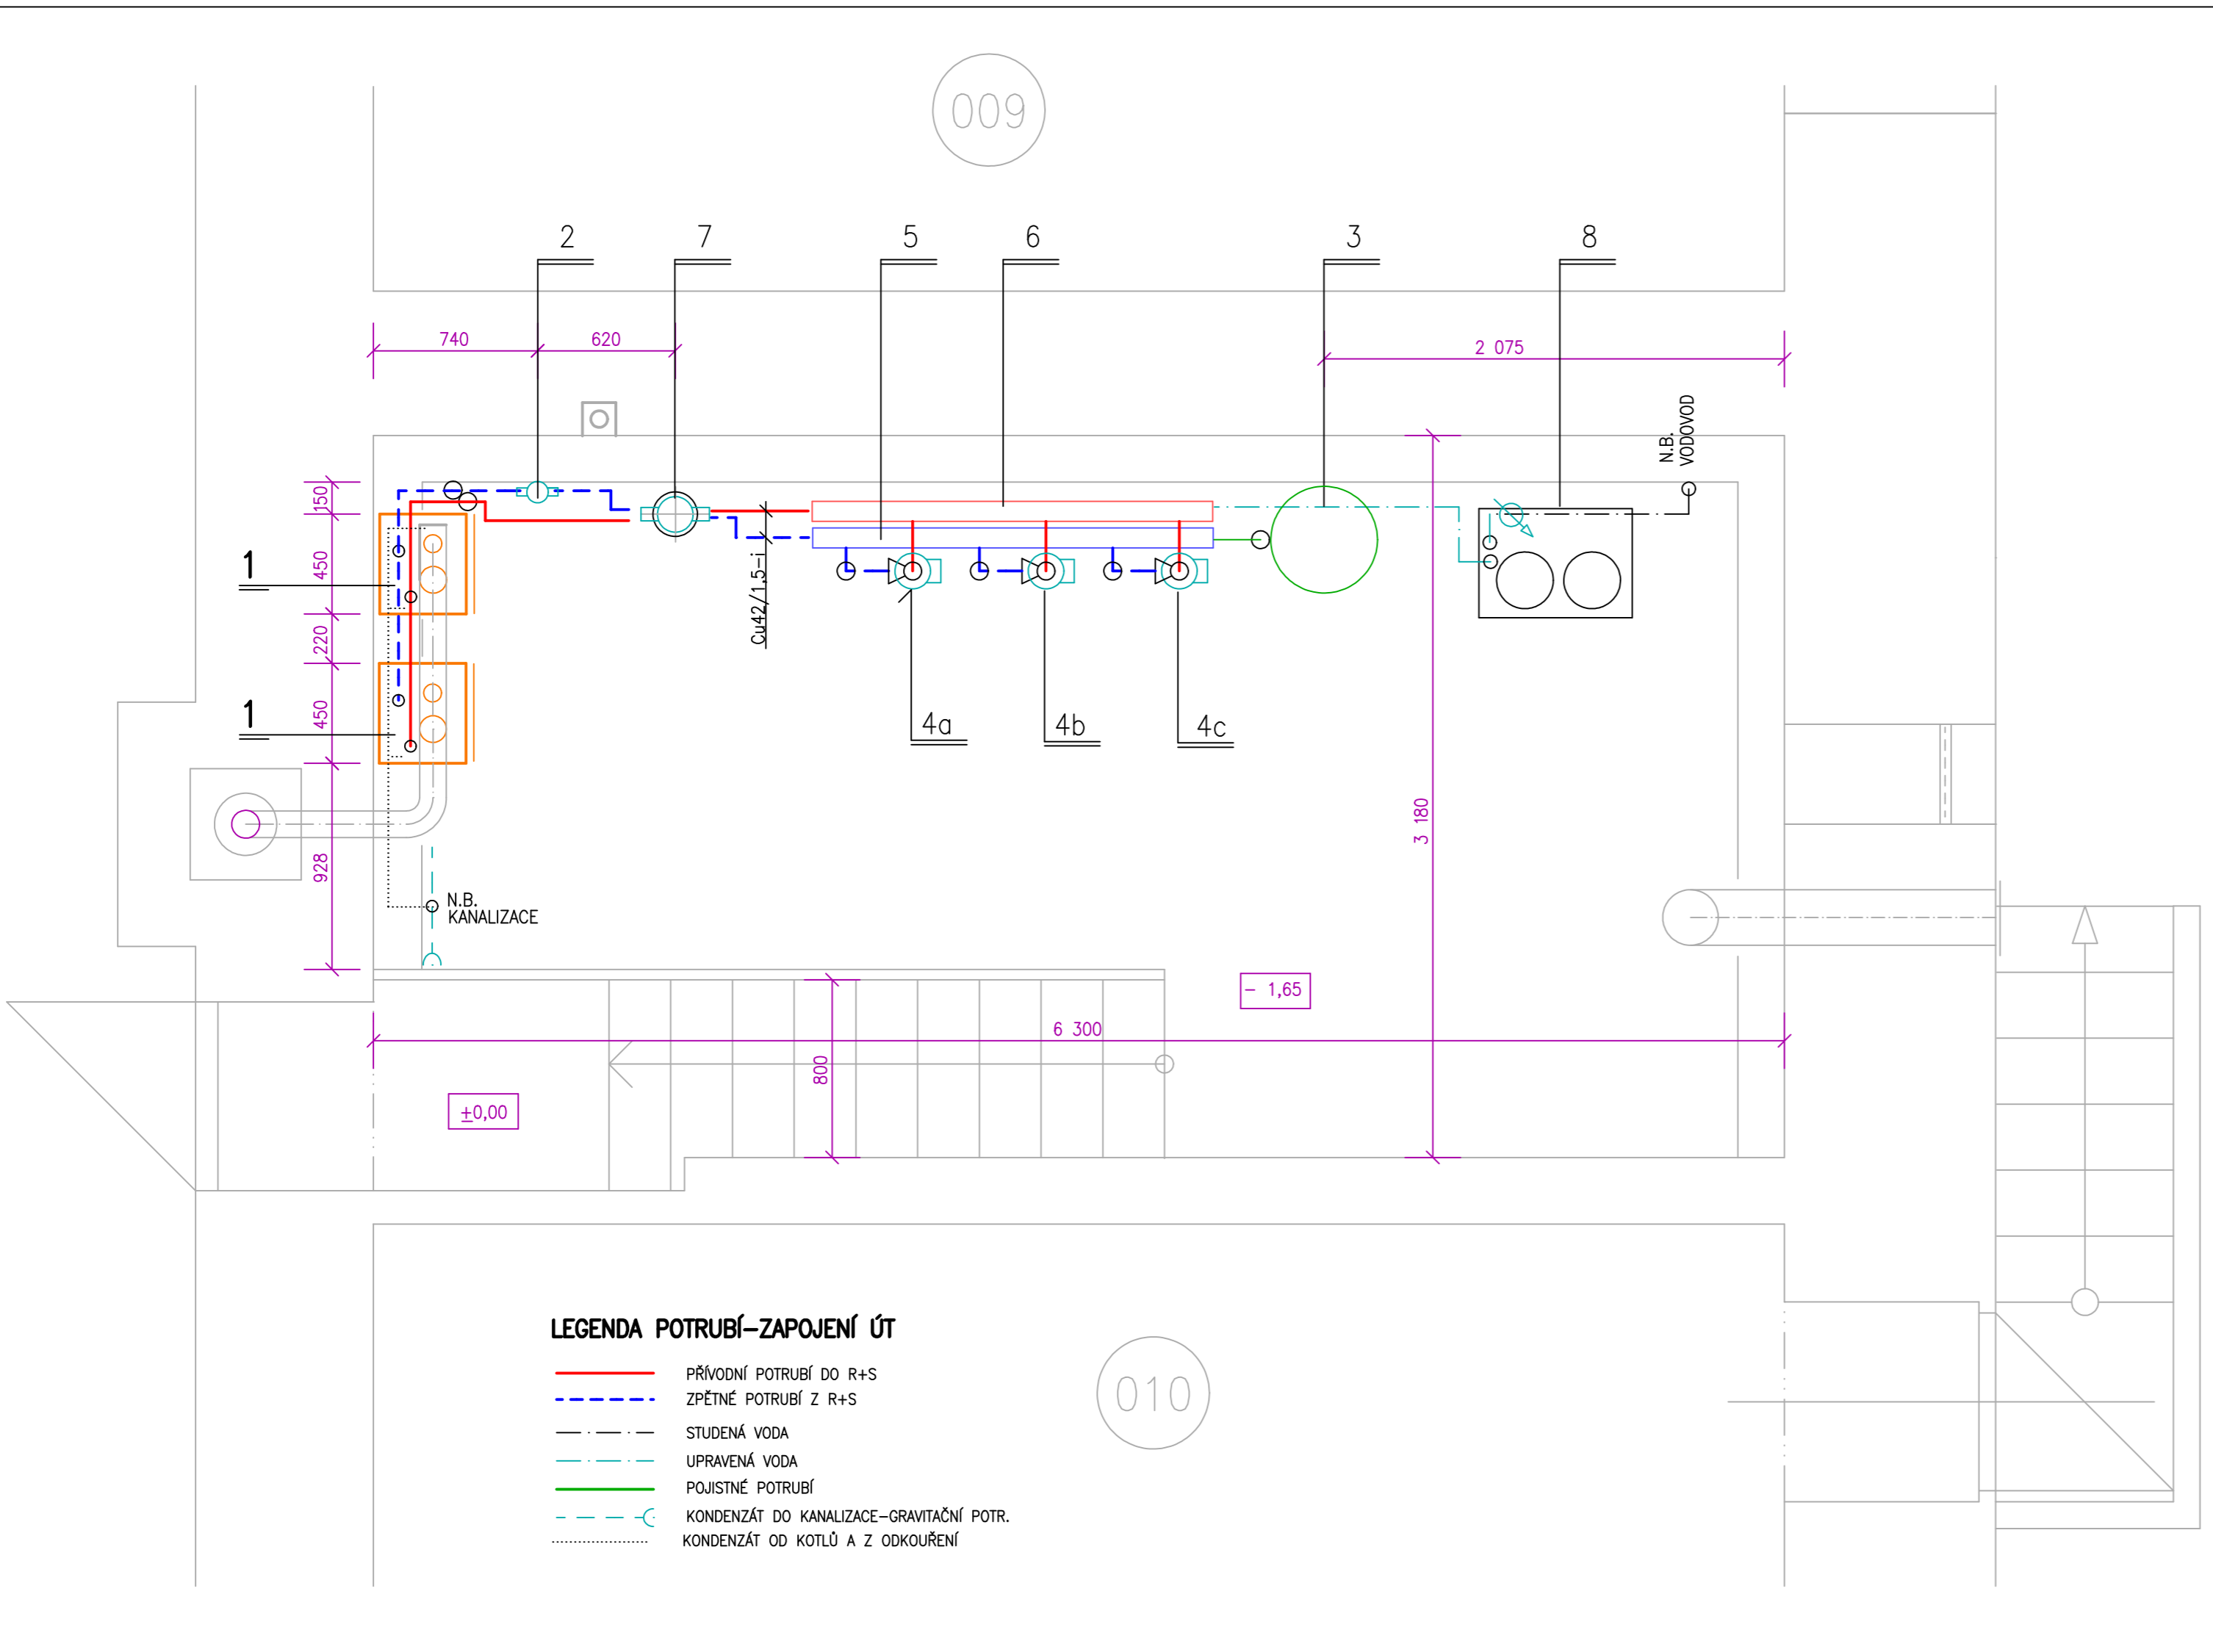 009
2
7
5
6
3
8
740
620
2 075
N.B.
VODOVOD
150
450
220
450
928
1
1
Cu42/1,5-i
4a
4b
4c
3 180
N.B.
KANALIZACE
- 1,65
6 300
800
±0,00
LEGENDA POTRUBÍ-ZAPOJENÍ ÚT
PŘÍVODNÍ POTRUBÍ DO R+S
ZPĚTNÉ POTRUBÍ Z R+S
STUDENÁ VODA
UPRAVENÁ VODA
POJISTNÉ POTRUBÍ
KONDENZÁT DO KANALIZACE-GRAVITAČNÍ POTR.
KONDENZÁT OD KOTLŮ A Z ODKOUŘENÍ
010